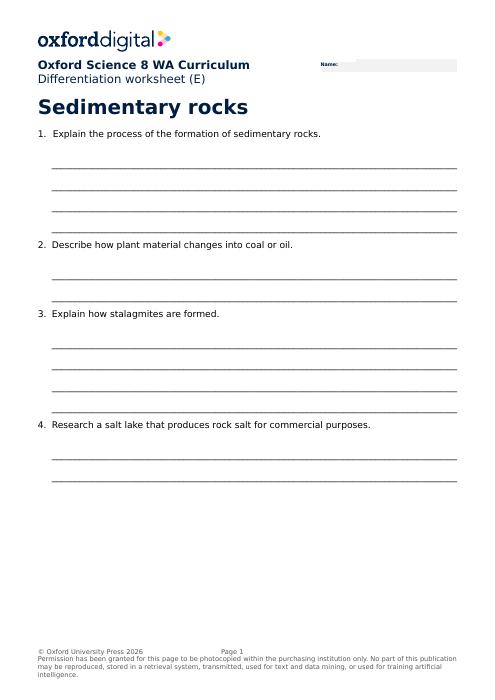 oxforddigital
Oxford Science 8 WA Curriculum
Name:
Differentiation worksheet (E)
Sedimentary rocks
1. Explain the process of the formation of sedimentary rocks.
2. Describe how plant material changes into coal or oil.
3. Explain how stalagmites are formed.
4. Research a salt lake that produces rock salt for commercial purposes.
© Oxford University Press 2026 Page 1
Permission has been granted for this page to be photocopied within the purchasing institution only. No part of this publication
may be reproduced, stored in a retrieval system, transmitted, used for text and data mining, or used for training artificial
intelligence.